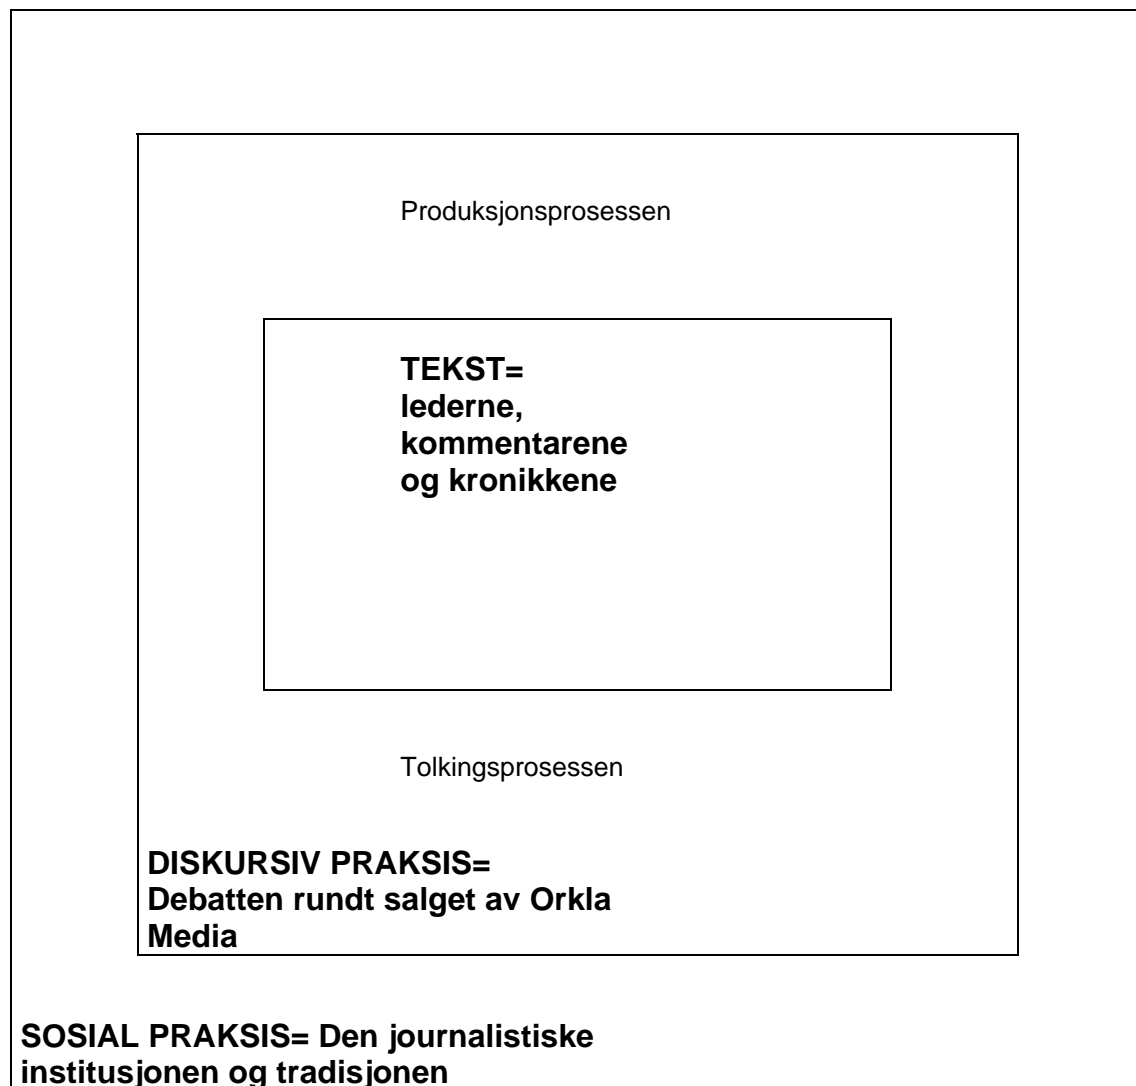 Produksjonsprosessen
TEKST=
lederne,
kommentarene
og kronikkene
Tolkingsprosessen
DISKURSIV PRAKSIS=
Debatten rundt salget av Orkla
Media
SOSIAL PRAKSIS= Den journalistiske
institusjonen og tradisjonen